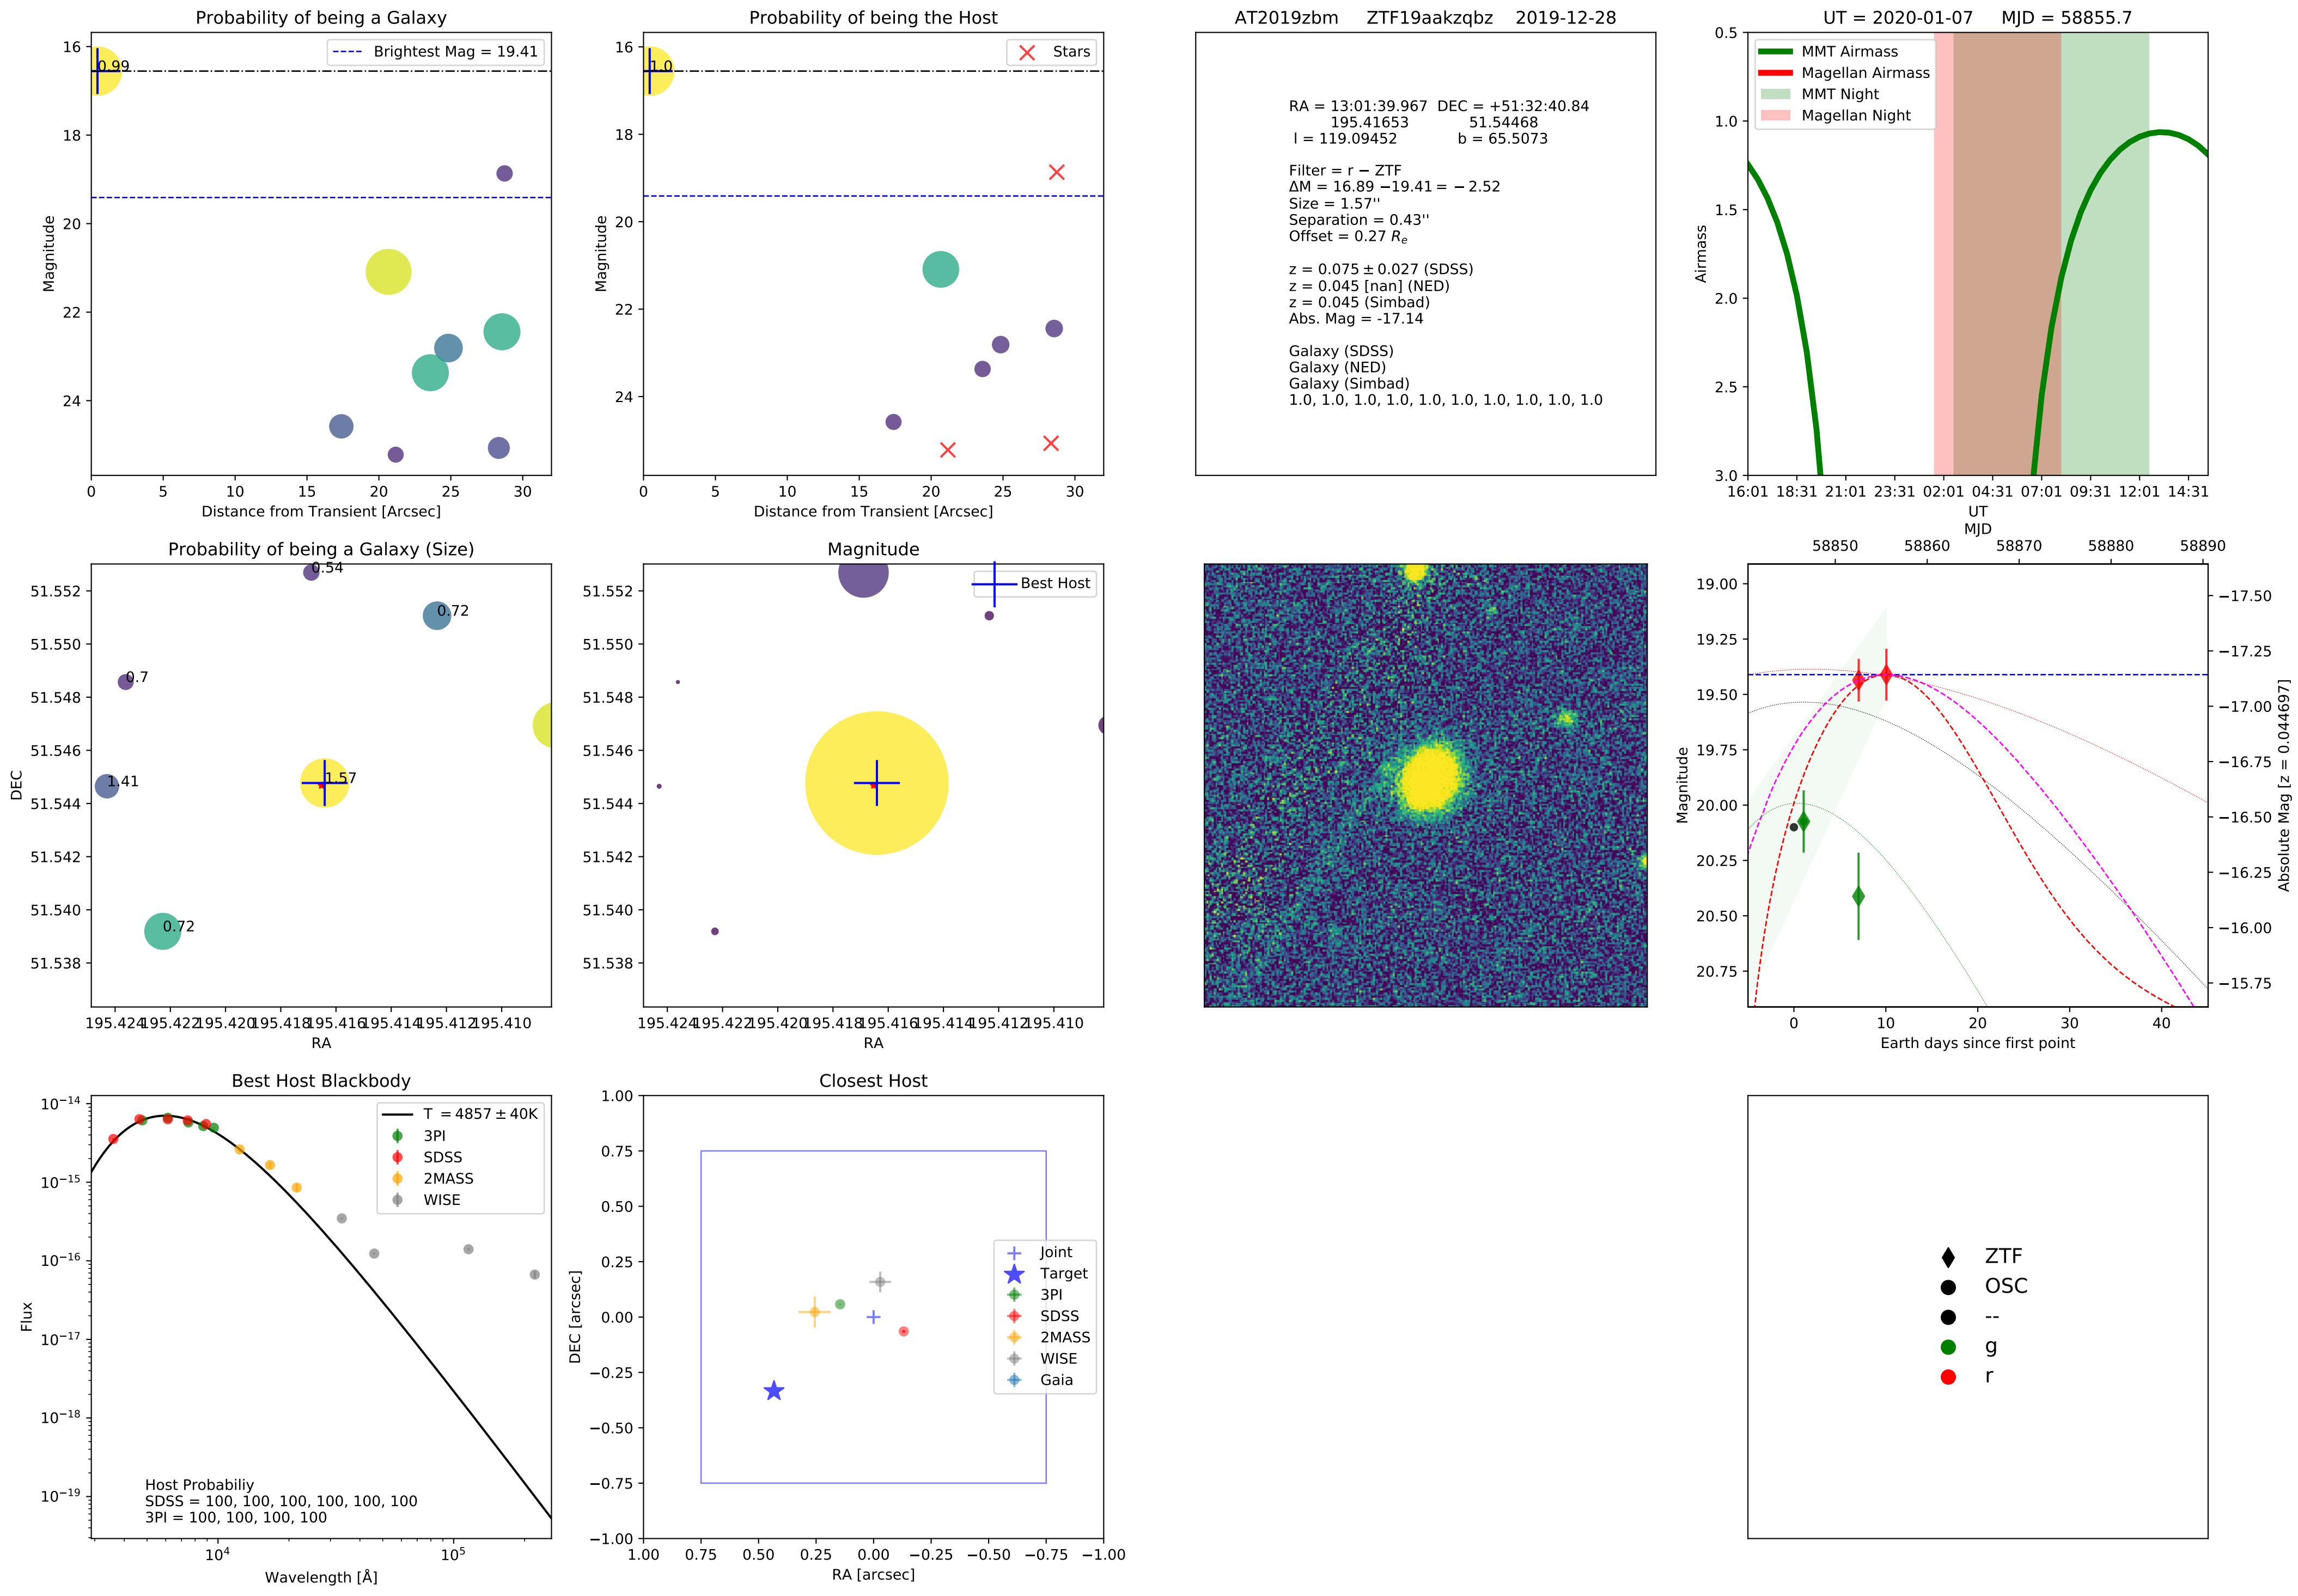 Probability of being a Galaxy
Brightest Mag = 19.41
0.99
16
18
20
22
24
Magnitude
0 5 10 15 20 25 30
Distance from Transient [Arcsec]
Probability of being the Host
Stars
1.0
16
18
20
22
24
Magnitude
0 5 10 15 20 25 30
Distance from Transient [Arcsec]
AT2019zbm ZTF19aakzqbz 2019-12-28
RA = 13:01:39.967 DEC = +51:32:40.84
195.41653 51.54468
l = 119.09452 b = 65.5073
Filter = r − ZTF
ΔM = 16.89 −19.41 = −2.52
Size = 1.57''
Separation = 0.43''
Offset = 0.27 Re
z = 0.075 ± 0.027 (SDSS)
z = 0.045 [nan] (NED)
z = 0.045 (Simbad)
Abs. Mag = -17.14
Galaxy (SDSS)
Galaxy (NED)
Galaxy (Simbad)
1.0, 1.0, 1.0, 1.0, 1.0, 1.0, 1.0, 1.0, 1.0, 1.0
UT = 2020-01-07 MJD = 58855.7
MMT Airmass
Magellan Airmass
MMT Night
Magellan Night
0.5
1.0
1.5
2.0
2.5
3.0
Airmass
16:01 18:31 21:01 23:31 02:01 04:31 07:01 09:31 12:01 14:31
UT
Probability of being a Galaxy (Size)
0.54
0.72
0.7
1.57
1.41
0.72
51.552
51.550
51.548
51.546
51.544
51.542
51.540
51.538
DEC
195.424 195.422 195.420 195.418 195.416 195.414 195.412 195.410
RA
Magnitude
Best Host
51.552
51.550
51.548
51.546
51.544
51.542
51.540
51.538
195.424 195.422 195.420 195.418 195.416 195.414 195.412 195.410
RA
MJD
58850 58860 58870 58880 58890
19.00
19.25
19.50
19.75
20.00
20.25
20.50
20.75
Magnitude
−17.50
−17.25
−17.00
−16.75
−16.50
−16.25
−16.00
−15.75
Absolute Mag [z = 0.044697]
0 10 20 30 40
Earth days since first point
Best Host Blackbody
T = 4857 ± 40K
3PI
SDSS
2MASS
WISE
10−14
10−15
10−16
10−17
10−18
10−19
Flux
Host Probabiliy
SDSS = 100, 100, 100, 100, 100, 100
3PI = 100, 100, 100, 100
104 105
Wavelength [Å]
Closest Host
Joint
Target
3PI
SDSS
2MASS
WISE
Gaia
1.00
0.75
0.50
0.25
0.00
−0.25
−0.50
−0.75
−1.00
DEC [arcsec]
1.00 0.75 0.50 0.25 0.00 −0.25 −0.50 −0.75 −1.00
RA [arcsec]
ZTF
OSC
--
g
r